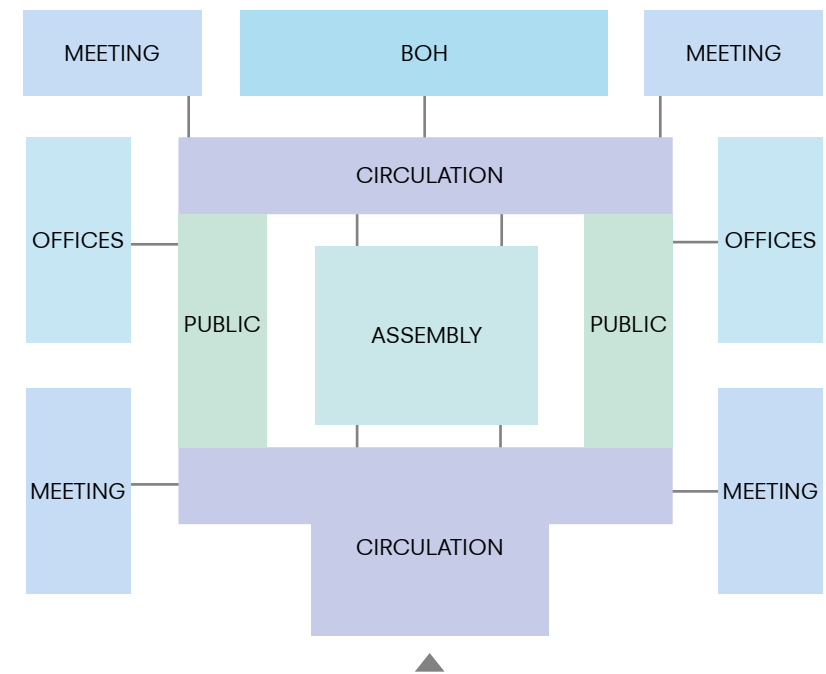 MEETING
BOH
MEETING
CIRCULATION
OFFICES
OFFICES
PUBLIC
ASSEMBLY
PUBLIC
MEETING
MEETING
CIRCULATION